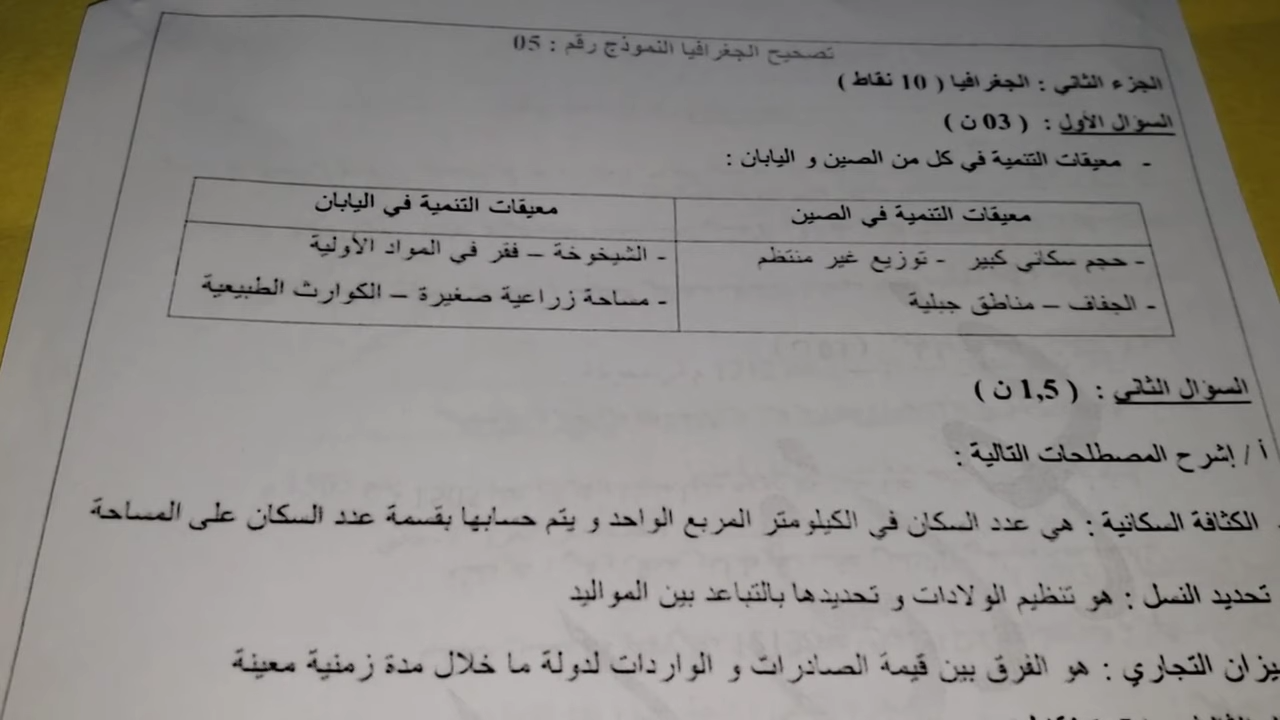 تصحيح الجغرافيا النموذج رقم : 05
الجزء الثاني : الجغرافيا ( 10 نقاط )
السؤال الأول : ( 03 ن )
- معيقات التنمية في كل من الصين و اليابان :
معيقات التنمية في الصين
معيقات التنمية في اليابان
- حجم سكاني كبير - توزيع غير منتظم
- الجفاف – مناطق جبلية
- الشيخوخة – فقر في المواد الأولية
- مساحة زراعية صغيرة – الكوارث الطبيعية
السؤال الثاني : ( 1,5 ن )
أ / إشرح المصطلحات التالية :
- الكثافة السكانية : هي عدد السكان في الكيلومتر المربع الواحد و يتم حسابها بقسمة عدد السكان على المساحة
تحديد النسل : هو تنظيم الولادات و تحديدها بالتباعد بين المواليد
يزان التجاري : هو الفرق بين قيمة الصادرات و الواردات لدولة ما خلال مدة زمنية معينة